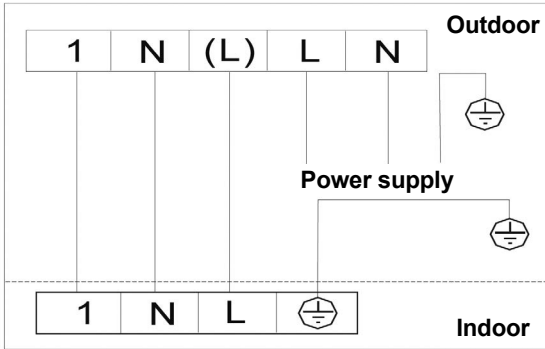 Outdoor
1 N (L) L N
Power supply
1 N L
Indoor